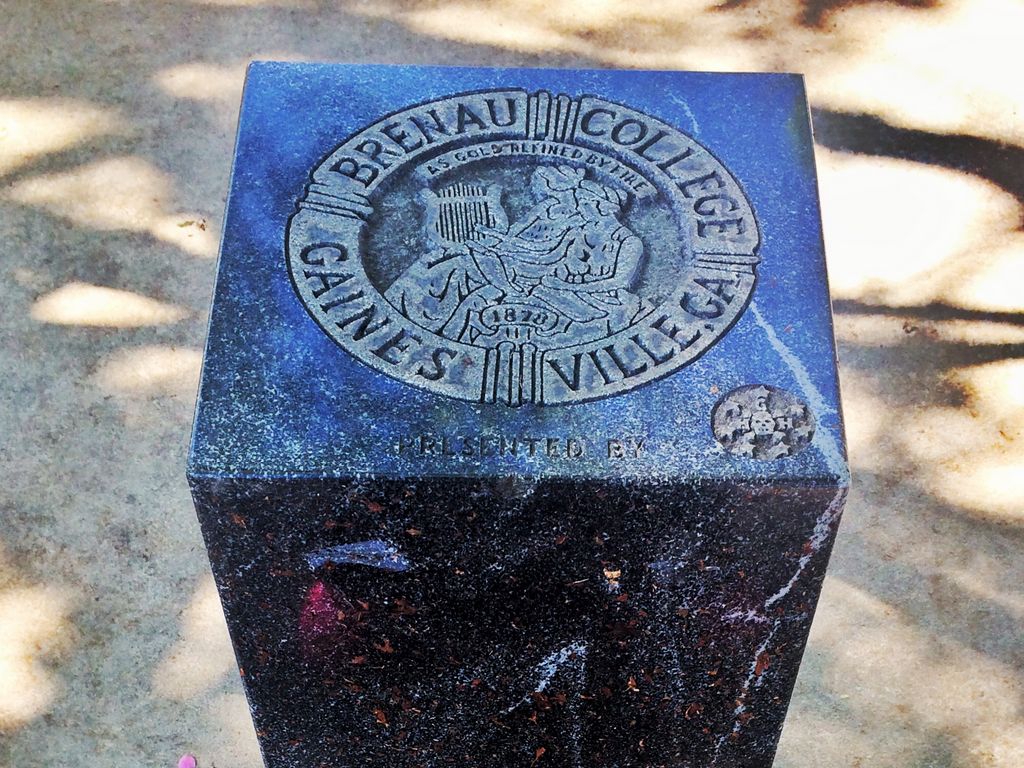 BRENAU COLLEGE
AS GOLD REFINED BY FIRE
1878
GAINESVILLE, GA
PRESENTED BY